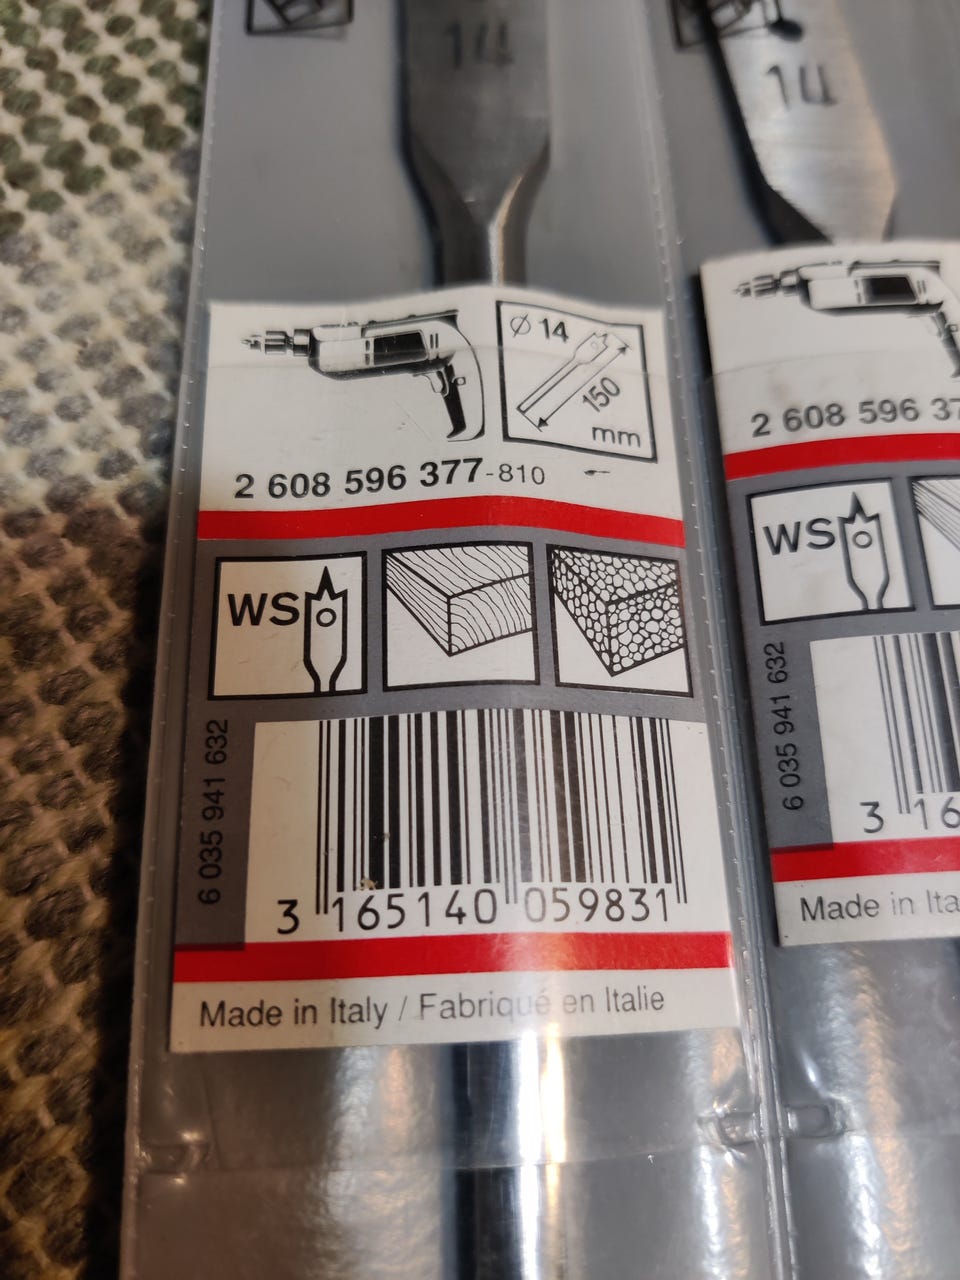 14
Ø 14
150
mm
2 608 596 377-810
WS
6 035 941 632
3 165140 059831
Made in Italy / Fabriqué en Italie
14
2 608 596 37
WS
6 035 941 632
3 16
Made in Ita